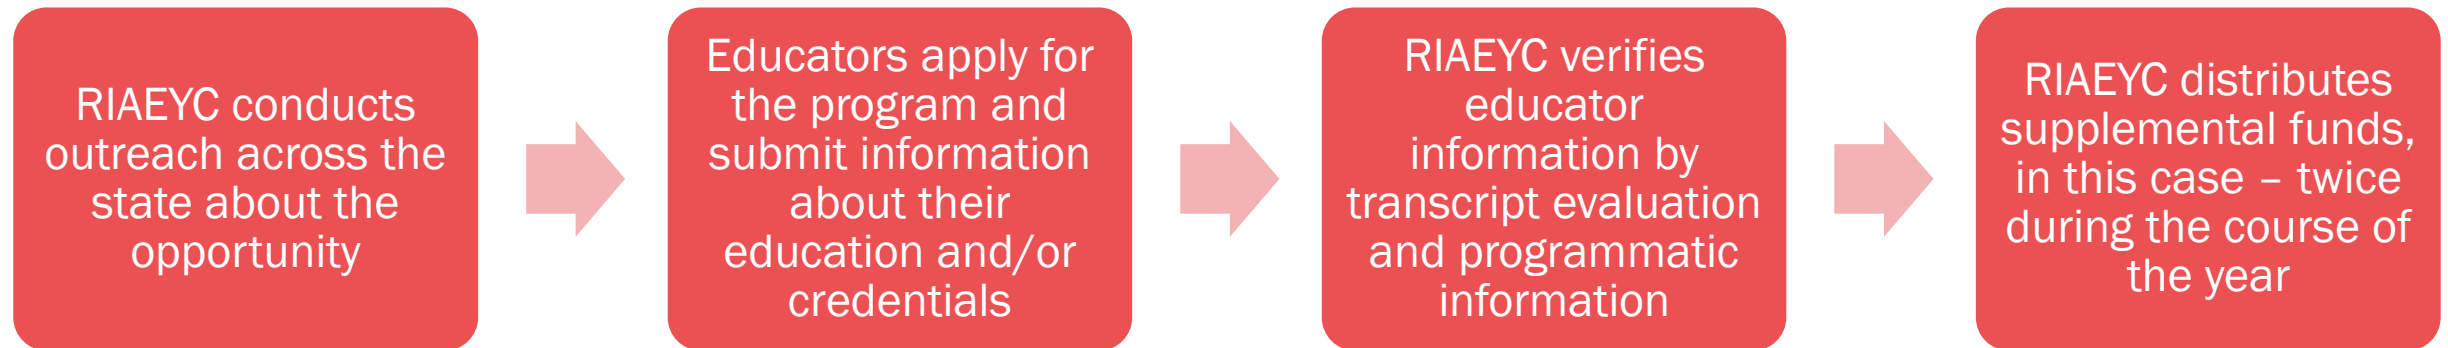 RIAEYC conducts
outreach across the
state about the
opportunity
Educators apply for
the program and
submit information
about their
education and/or
credentials
RIAEYC verifies
educator
information by
transcript evaluation
and programmatic
information
RIAEYC distributes
supplemental funds,
in this case – twice
during the course of
the year